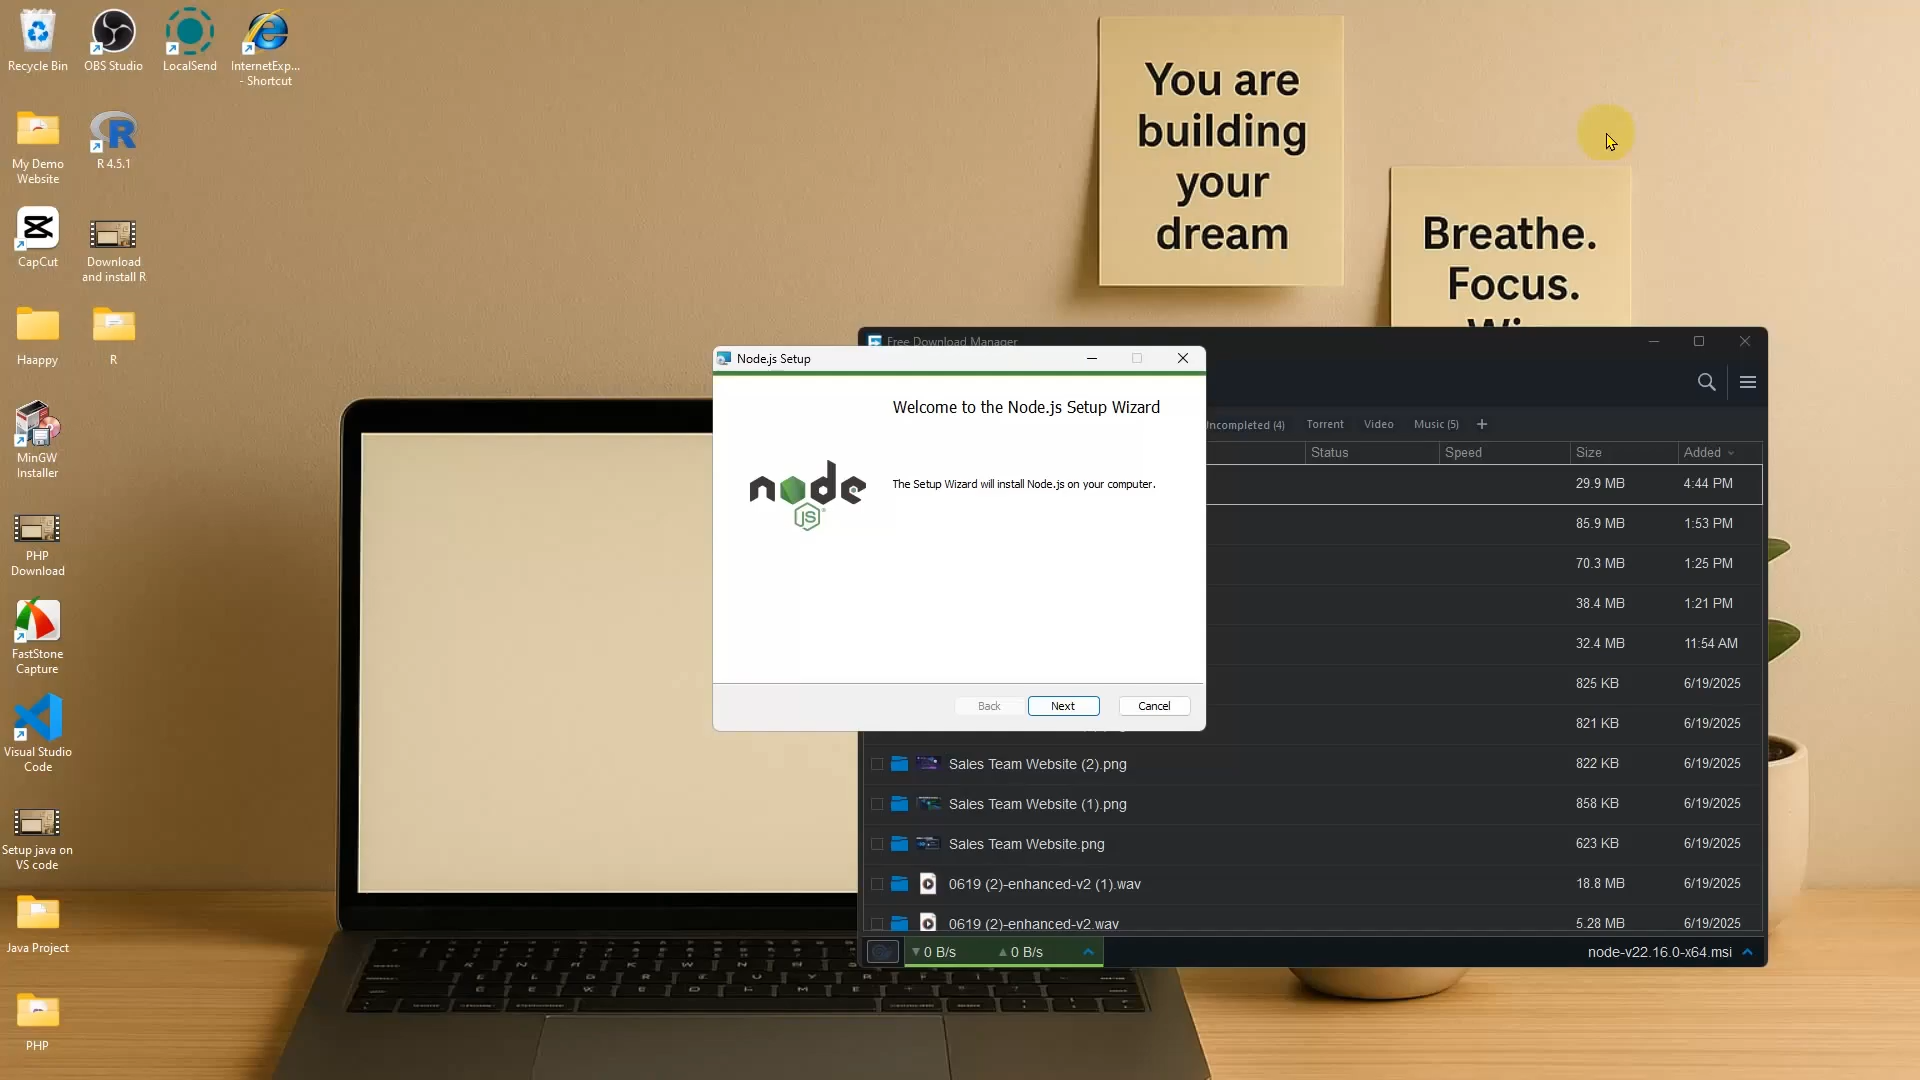 Recycle Bin
OBS Studio
LocalSend
InternetExp...
- Shortcut
My Demo
Website
R 4.5.1
CapCut
Download
and install R
Haappy
R
MinGW
Installer
PHP
Download
FastStone
Capture
Visual Studio
Code
Setup java on
VS code
Java Project
PHP
You are
building
your
dream
Breathe.
Focus.
Free Download Manager
Node.js Setup
Welcome to the Node.js Setup Wizard
node
JS
The Setup Wizard will install Node.js on your computer.
Back
Next
Cancel
Uncompleted (4)
Torrent
Video
Music (5)
+
Status
Speed
Size
Added
29.9 MB
4:44 PM
85.9 MB
1:53 PM
70.3 MB
1:25 PM
38.4 MB
1:21 PM
32.4 MB
11:54 AM
825 KB
6/19/2025
821 KB
6/19/2025
Sales Team Website (2).png
822 KB
6/19/2025
Sales Team Website (1).png
858 KB
6/19/2025
Sales Team Website.png
623 KB
6/19/2025
0619 (2)-enhanced-v2 (1).wav
18.8 MB
6/19/2025
0619 (2)-enhanced-v2.wav
5.28 MB
6/19/2025
0 B/s
0 B/s
node-v22.16.0-x64.msi